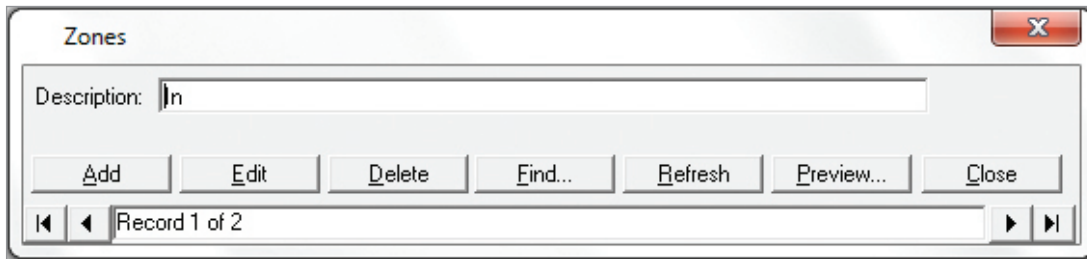 Zones
Description: In
Add Edit Delete Find... Refresh Preview... Close
Record 1 of 2